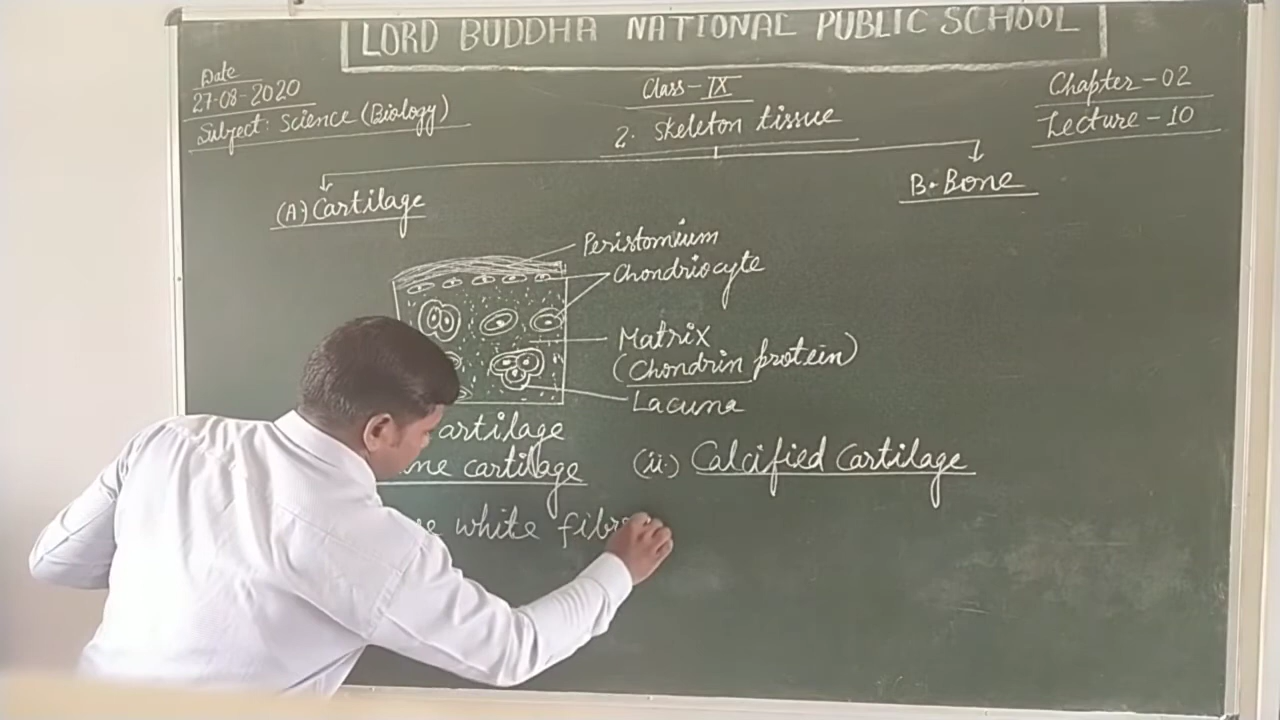 LORD BUDDHA NATIONAL PUBLIC SCHOOL
Date
27-08-2020
Subject: Science (Biology)
Class-IX
2. Skeleton tissue
Chapter-02
Lecture-10
(A) Cartilage
B. Bone
Peristomium
Chondriocyte
Matrix
(Chondrin protein)
Lacuna
artilage
cartilage
(ii.) Calcified Cartilage
white